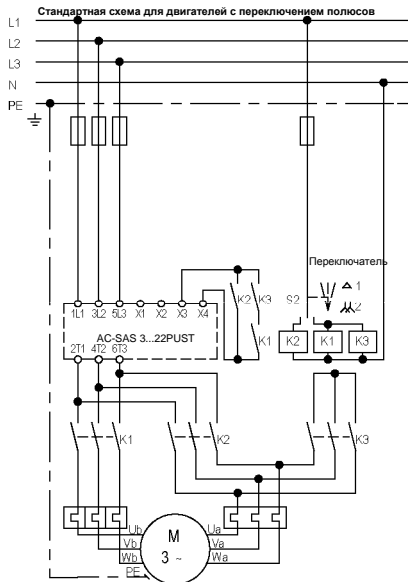 Стандартная схема для двигателей с переключением полюсов
L1
L2
L3
N
PE
Переключатель
S2
1
2
1L1 3L2 5L3 X1 X2 X3 X4
K2 K3
K1
AC-SAS 3...22PUST
K2 K1 K3
2T1 4T2 6T3
K1 K2 K3
Ub Ua
Vb Va
Wb Wa
M
3 ~
PE